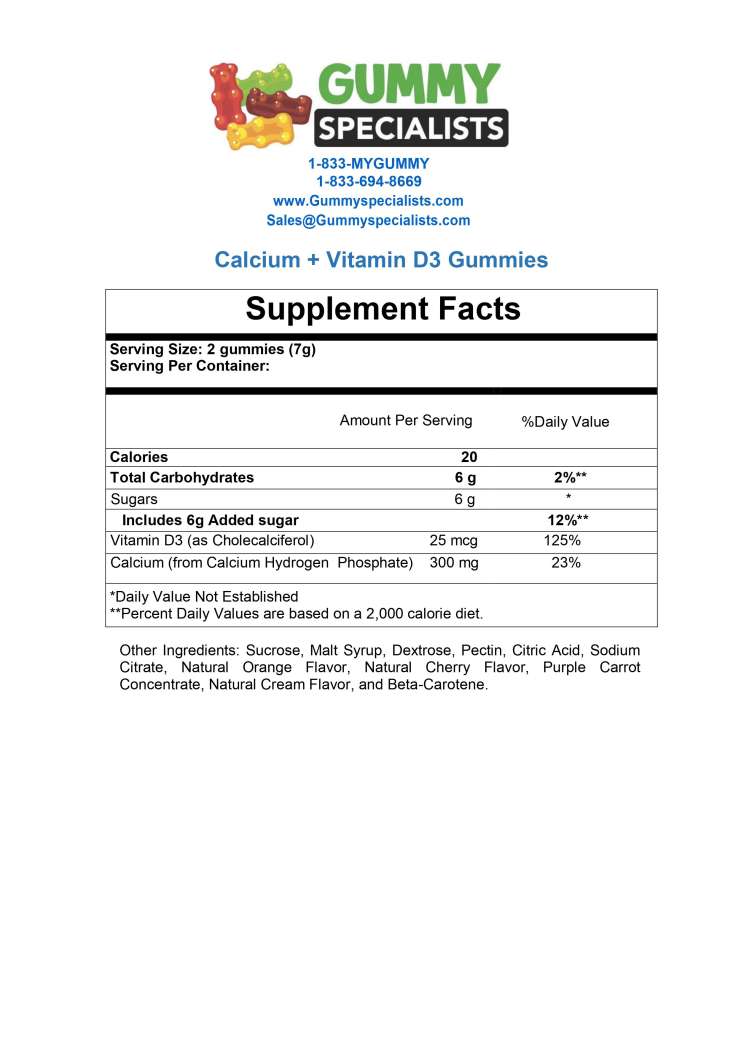 GUMMY
SPECIALISTS
1-833-MYGUMMY
1-833-694-8669
www.Gummyspecialists.com
Sales@Gummyspecialists.com
Calcium + Vitamin D3 Gummies
Supplement Facts
Serving Size: 2 gummies (7g)
Serving Per Container:
Amount Per Serving %Daily Value
Calories 20
Total Carbohydrates 6 g 2%**
Sugars 6 g *
Includes 6g Added sugar 12%**
Vitamin D3 (as Cholecalciferol) 25 mcg 125%
Calcium (from Calcium Hydrogen Phosphate) 300 mg 23%
*Daily Value Not Established
**Percent Daily Values are based on a 2,000 calorie diet.
Other Ingredients: Sucrose, Malt Syrup, Dextrose, Pectin, Citric Acid, Sodium
Citrate, Natural Orange Flavor, Natural Cherry Flavor, Purple Carrot
Concentrate, Natural Cream Flavor, and Beta-Carotene.